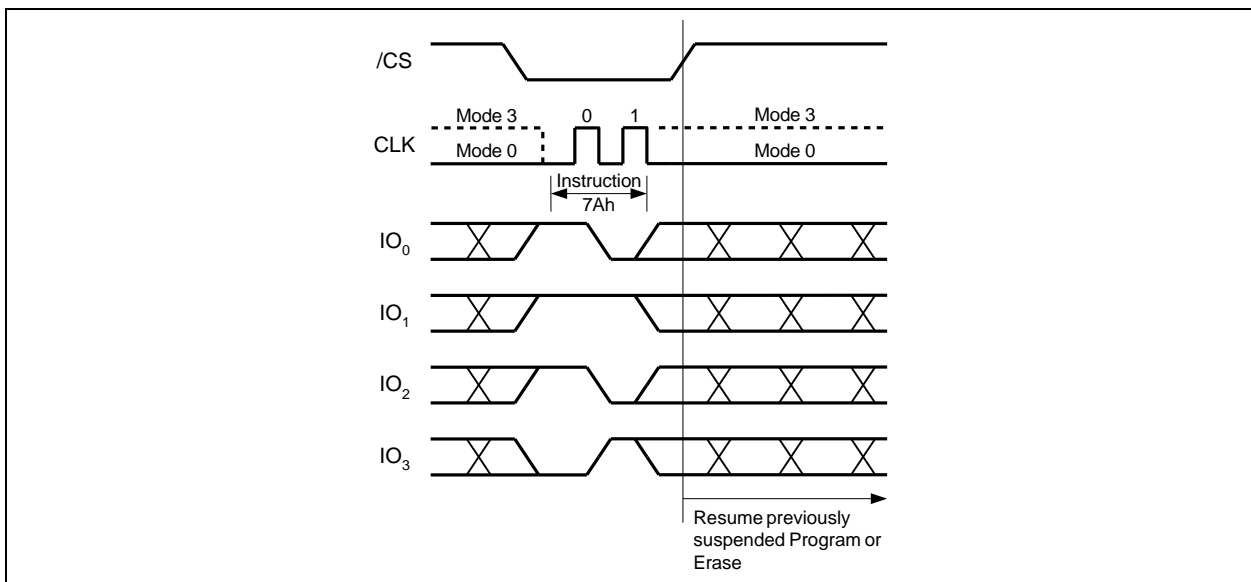 /CS
Mode 3 0 1 Mode 3
CLK
Mode 0 Mode 0
Instruction
7Ah
IO0
IO1
IO2
IO3
Resume previously
suspended Program or
Erase